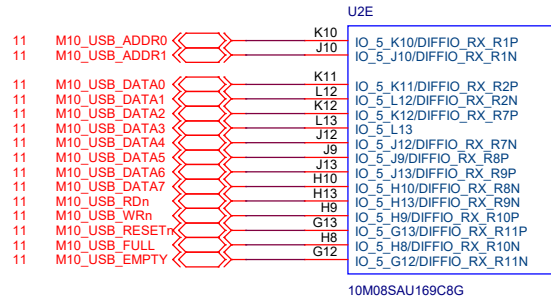 U2E
11 M10_USB_ADDR0 K10 IO_5_K10/DIFFIO_RX_R1P
11 M10_USB_ADDR1 J10 IO_5_J10/DIFFIO_RX_R1N
11 M10_USB_DATA0 K11 IO_5_K11/DIFFIO_RX_R2P
11 M10_USB_DATA1 L12 IO_5_L12/DIFFIO_RX_R2N
11 M10_USB_DATA2 K12 IO_5_K12/DIFFIO_RX_R7P
11 M10_USB_DATA3 L13 IO_5_L13
11 M10_USB_DATA4 J12 IO_5_J12/DIFFIO_RX_R7N
11 M10_USB_DATA5 J9 IO_5_J9/DIFFIO_RX_R8P
11 M10_USB_DATA6 J13 IO_5_J13/DIFFIO_RX_R9P
11 M10_USB_DATA7 H10 IO_5_H10/DIFFIO_RX_R8N
11 M10_USB_RDn H13 IO_5_H13/DIFFIO_RX_R9N
11 M10_USB_WRn H9 IO_5_H9/DIFFIO_RX_R10P
11 M10_USB_RESETn G13 IO_5_G13/DIFFIO_RX_R11P
11 M10_USB_FULL H8 IO_5_H8/DIFFIO_RX_R10N
11 M10_USB_EMPTY G12 IO_5_G12/DIFFIO_RX_R11N
10M08SAU169C8G